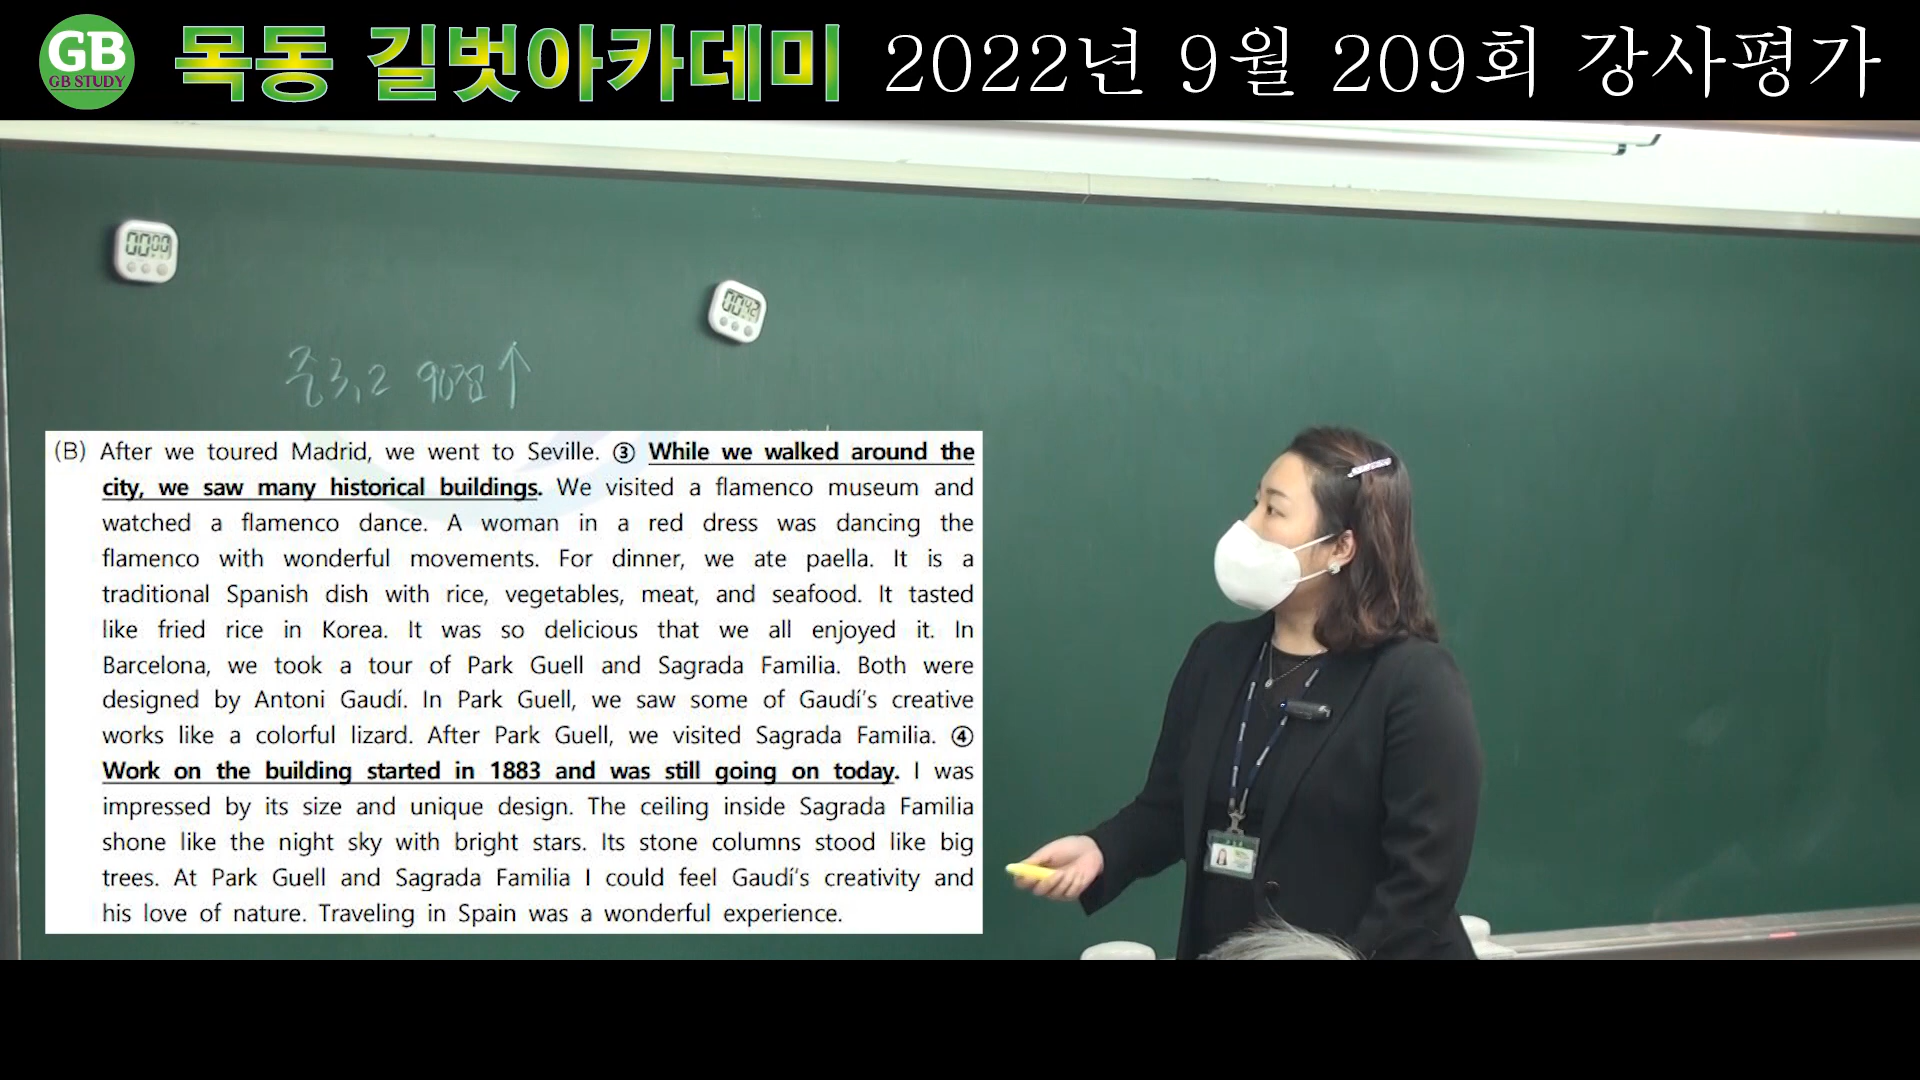 GB
GB STUDY
목동 길벗아카데미 2022년 9월 209회 강사평가
00:00
00:42
중3,2 90점↑
(B) After we toured Madrid, we went to Seville. ③ While we walked around the
city, we saw many historical buildings. We visited a flamenco museum and
watched a flamenco dance. A woman in a red dress was dancing the
flamenco with wonderful movements. For dinner, we ate paella. It is a
traditional Spanish dish with rice, vegetables, meat, and seafood. It tasted
like fried rice in Korea. It was so delicious that we all enjoyed it. In
Barcelona, we took a tour of Park Guell and Sagrada Familia. Both were
designed by Antoni Gaudí. In Park Guell, we saw some of Gaudí's creative
works like a colorful lizard. After Park Guell, we visited Sagrada Familia. ④
Work on the building started in 1883 and was still going on today. I was
impressed by its size and unique design. The ceiling inside Sagrada Familia
shone like the night sky with bright stars. Its stone columns stood like big
trees. At Park Guell and Sagrada Familia I could feel Gaudí's creativity and
his love of nature. Traveling in Spain was a wonderful experience.